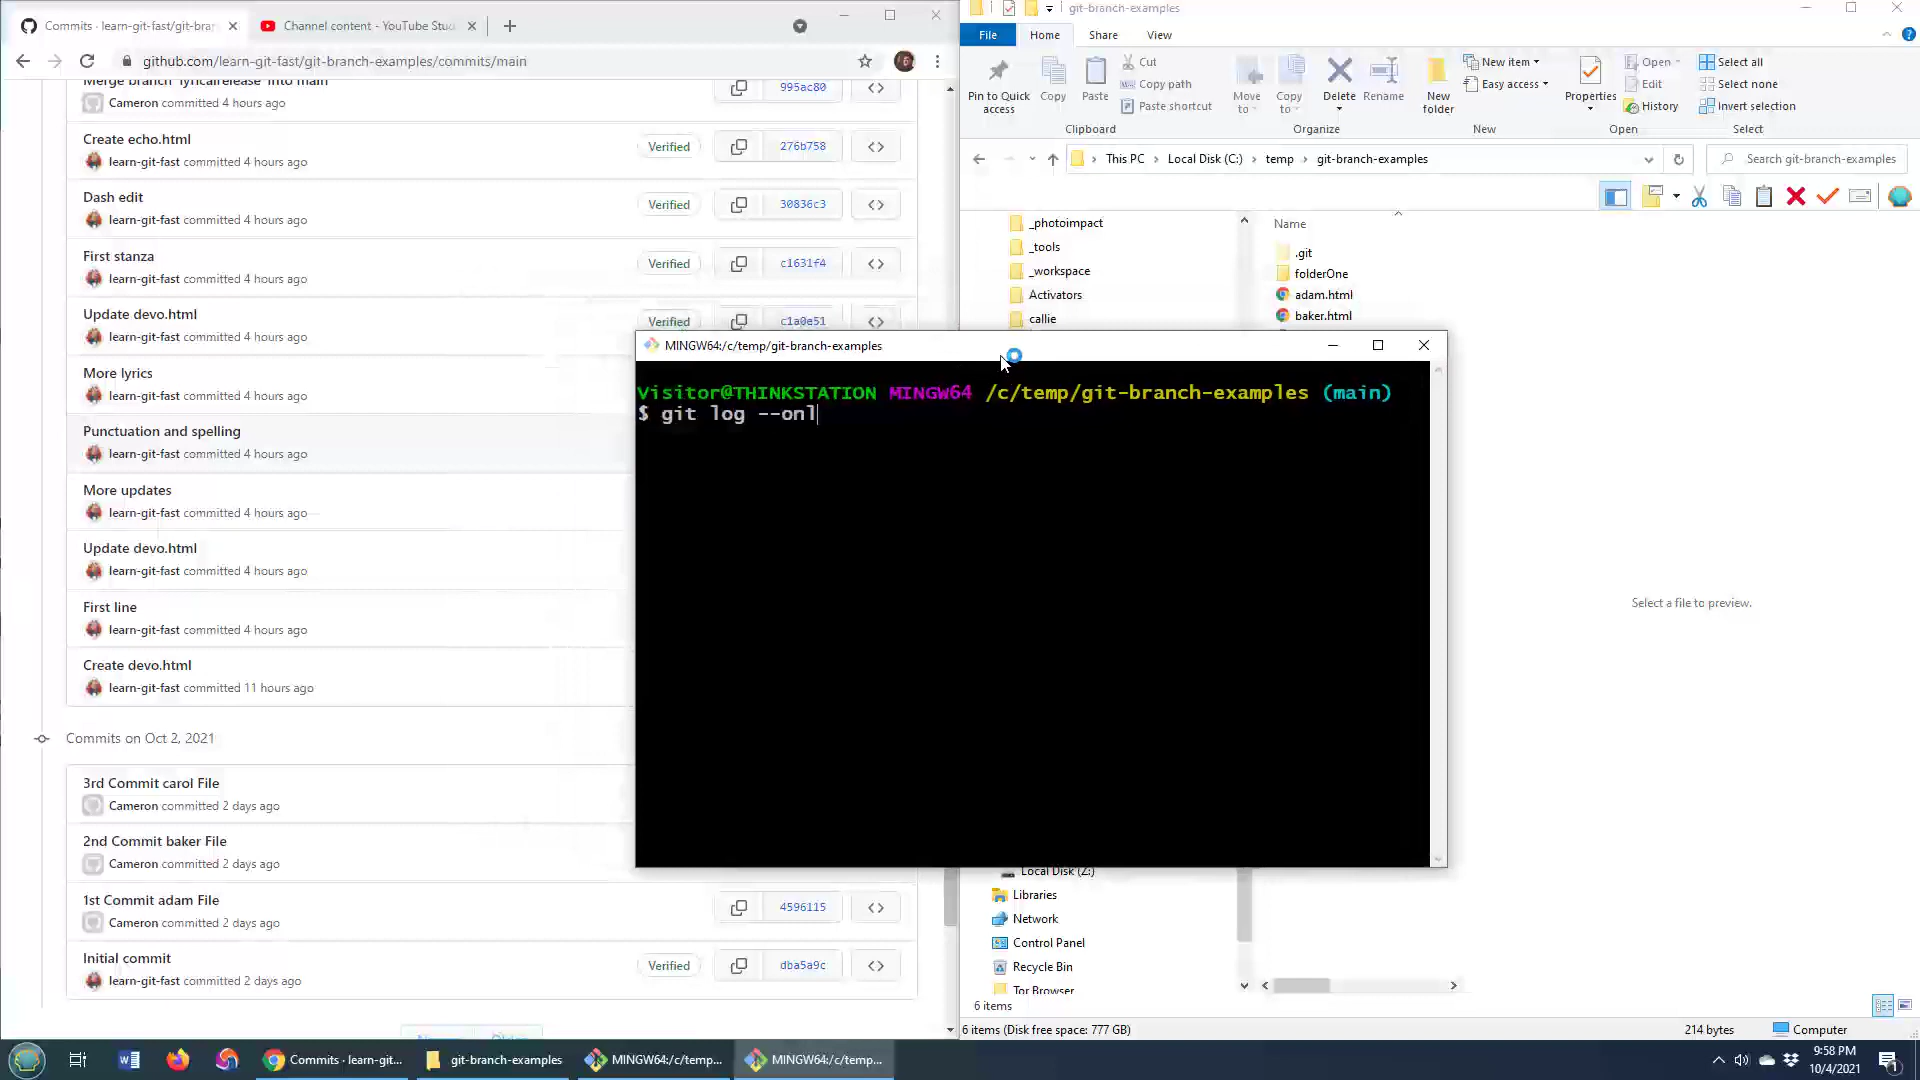 Commits · learn-git-fast/git-bran
Channel content - YouTube Stud
github.com/learn-git-fast/git-branch-examples/commits/main
Merge branch 'lyricalrelease' into main
Cameron committed 4 hours ago
995ac80
Create echo.html
learn-git-fast committed 4 hours ago
Verified
276b758
Dash edit
learn-git-fast committed 4 hours ago
Verified
30836c3
First stanza
learn-git-fast committed 4 hours ago
Verified
c1631f4
Update devo.html
learn-git-fast committed 4 hours ago
Verified
c1a0e51
More lyrics
learn-git-fast committed 4 hours ago
Punctuation and spelling
learn-git-fast committed 4 hours ago
More updates
learn-git-fast committed 4 hours ago
Update devo.html
learn-git-fast committed 4 hours ago
First line
learn-git-fast committed 4 hours ago
Create devo.html
learn-git-fast committed 11 hours ago
Commits on Oct 2, 2021
3rd Commit carol File
Cameron committed 2 days ago
2nd Commit baker File
Cameron committed 2 days ago
1st Commit adam File
Cameron committed 2 days ago
4596115
Initial commit
learn-git-fast committed 2 days ago
Verified
dba5a9c
git-branch-examples
File
Home
Share
View
Pin to Quick access
Copy
Paste
Cut
Copy path
Paste shortcut
Clipboard
Move to
Copy to
Delete
Rename
Organize
New folder
New item
Easy access
New
Properties
Open
Edit
History
Open
Select all
Select none
Invert selection
Select
This PC
Local Disk (C:)
temp
git-branch-examples
Search git-branch-examples
_photoimpact
_tools
_workspace
Activators
callie
Name
.git
folderOne
adam.html
baker.html
MINGW64:/c/temp/git-branch-examples
Visitor@THINKSTATION MINGW64 /c/temp/git-branch-examples (main)
$ git log --onl
Select a file to preview.
Local Disk (Z:)
Libraries
Network
Control Panel
Recycle Bin
Tor Browser
6 items
6 items (Disk free space: 777 GB)
214 bytes
Computer
Commits · learn-git...
git-branch-examples
MINGW64:/c/temp...
MINGW64:/c/temp...
9:58 PM
10/4/2021
1